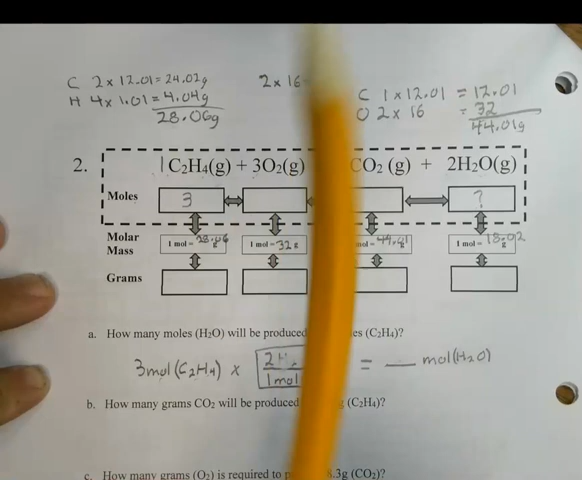 C 2 x 12.01 = 24.02g
H 4 x 1.01 = 4.04g
28.06g
2 x 16
C 1 x 12.01 = 12.01
O 2 x 16 = 32
44.01g
2. 1 C2H4(g) + 3O2(g) CO2 (g) + 2H2O(g)
Moles 3 ?
Molar Mass 1 mol = 28.06 g 1 mol = 32 g mol = 44.01 g 1 mol = 18.02 g
Grams
a. How many moles (H2O) will be produced es (C2H4)?
3mol(C2H4) x 2H = __ mol(H2O)
1mol
b. How many grams CO2 will be produced (C2H4)?
c. How many grams (O2) is required to 8.3g (CO2)?